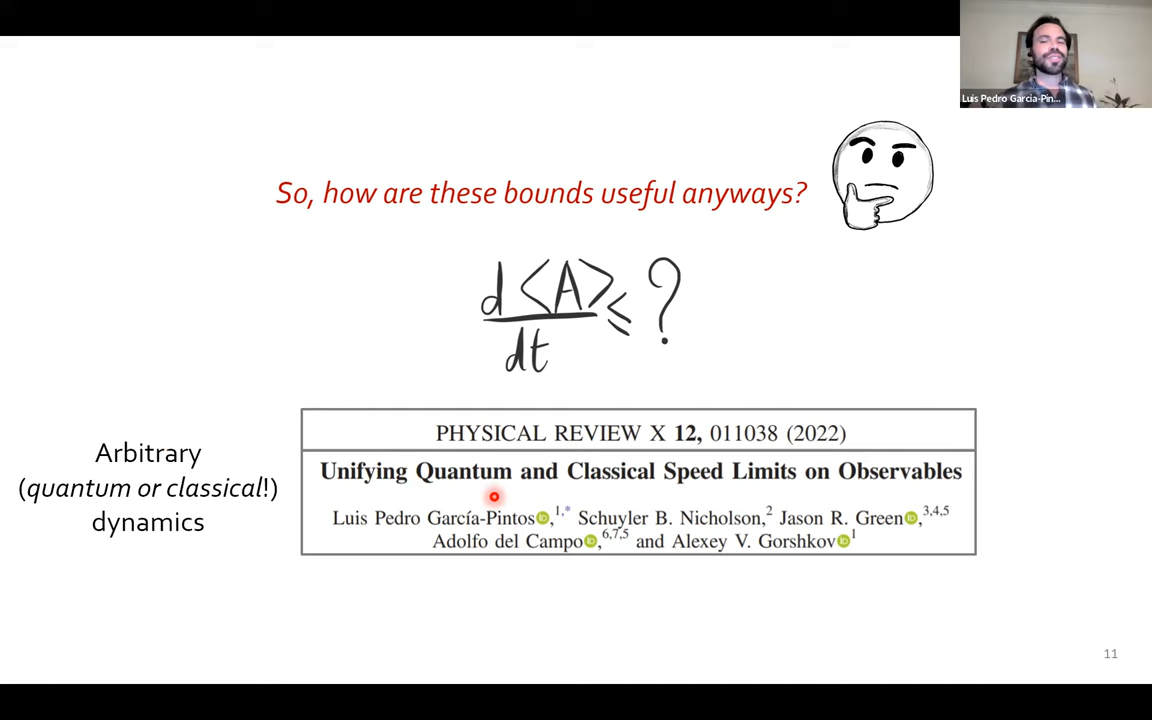 Luis Pedro Garcia-Pin...
So, how are these bounds useful anyways?
d<A>/dt ≤ ?
Arbitrary
(quantum or classical!)
dynamics
PHYSICAL REVIEW X 12, 011038 (2022)
Unifying Quantum and Classical Speed Limits on Observables
Luis Pedro García-Pintos,1,* Schuyler B. Nicholson,2 Jason R. Green,3,4,5
Adolfo del Campo,6,7,5 and Alexey V. Gorshkov1
11